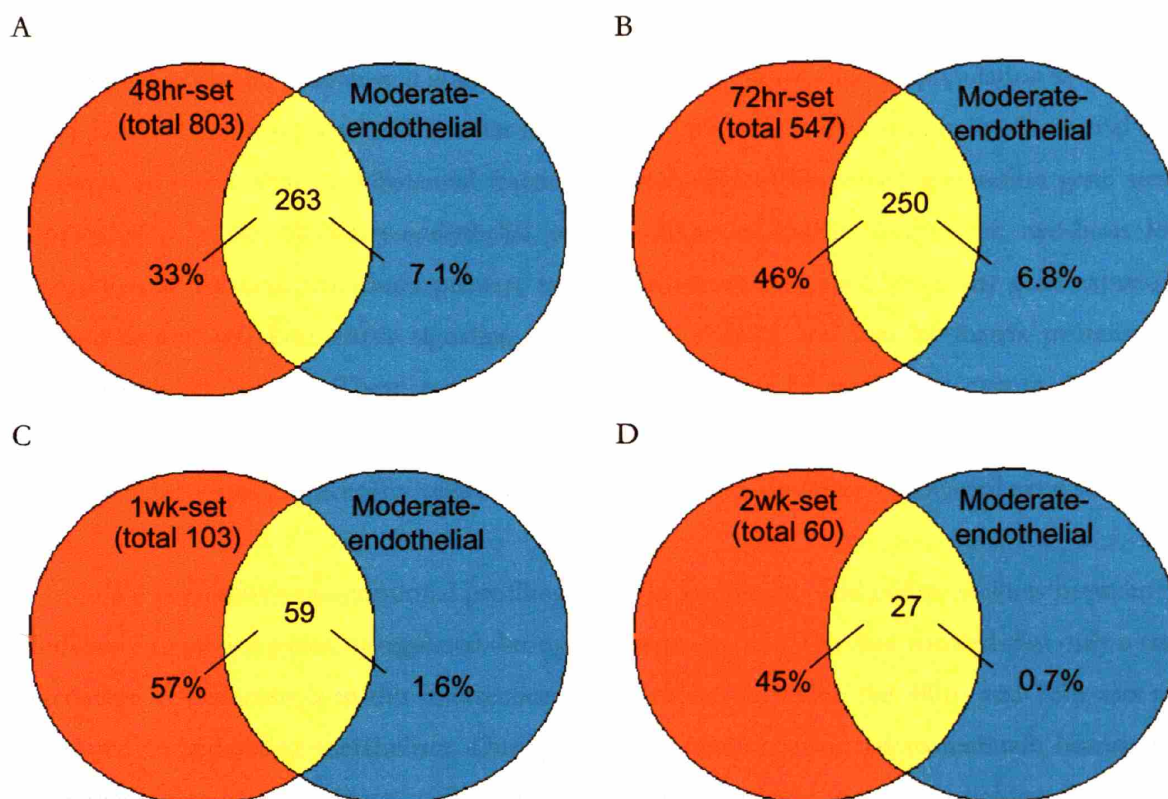 A
48hr-set
(total 803)
Moderate-
endothelial
263
33%
7.1%
B
72hr-set
(total 547)
Moderate-
endothelial
250
46%
6.8%
C
1wk-set
(total 103)
Moderate-
endothelial
59
57%
1.6%
D
2wk-set
(total 60)
Moderate-
endothelial
27
45%
0.7%